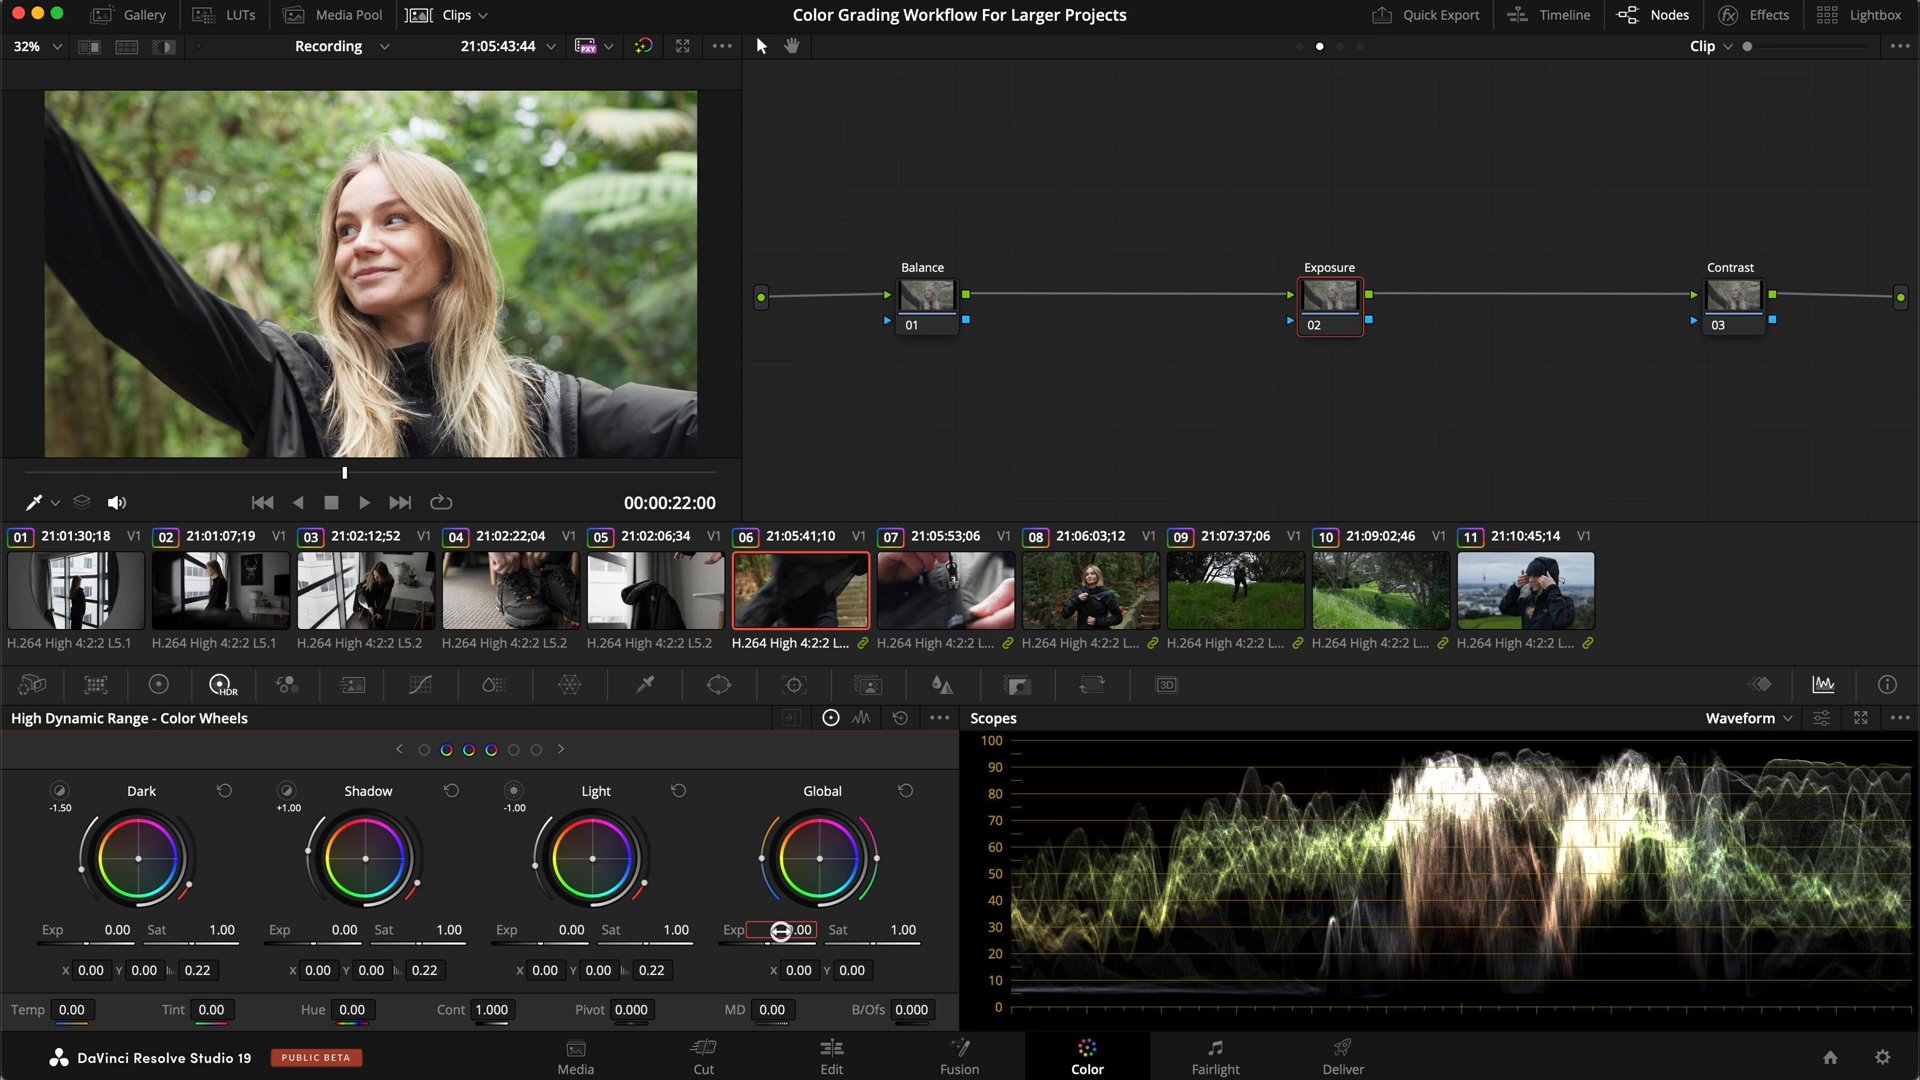 Gallery LUTs Media Pool Clips Color Grading Workflow For Larger Projects Quick Export Timeline Nodes Effects Lightbox
32% Recording 21:05:43:44 PXY Clip
Balance Exposure Contrast
01 02 03
00:00:22:00
01 21:01:30;18 V1 02 21:01:07;19 V1 03 21:02:12;52 V1 04 21:02:22;04 V1 05 21:02:06;34 V1 06 21:05:41;10 V1 07 21:05:53;06 V1 08 21:06:03;12 V1 09 21:07:37;06 V1 10 21:09:02;46 V1 11 21:10:45;14 V1
H.264 High 4:2:2 L5.1 H.264 High 4:2:2 L5.1 H.264 High 4:2:2 L5.2 H.264 High 4:2:2 L5.2 H.264 High 4:2:2 L5.2 H.264 High 4:2:2 L... H.264 High 4:2:2 L... H.264 High 4:2:2 L... H.264 High 4:2:2 L... H.264 High 4:2:2 L... H.264 High 4:2:2 L...
HDR 3D
High Dynamic Range - Color Wheels Scopes Waveform
Dark Shadow Light Global
-1.50 +1.00 -1.00
Exp 0.00 Sat 1.00 Exp 0.00 Sat 1.00 Exp 0.00 Sat 1.00 Exp .00 Sat 1.00
X 0.00 Y 0.00 0.22 X 0.00 Y 0.00 0.22 X 0.00 Y 0.00 0.22 X 0.00 Y 0.00
Temp 0.00 Tint 0.00 Hue 0.00 Cont 1.000 Pivot 0.000 MD 0.00 B/Ofs 0.000
100
90
80
70
60
50
40
30
20
10
0
DaVinci Resolve Studio 19 PUBLIC BETA Media Cut Edit Fusion Color Fairlight Deliver